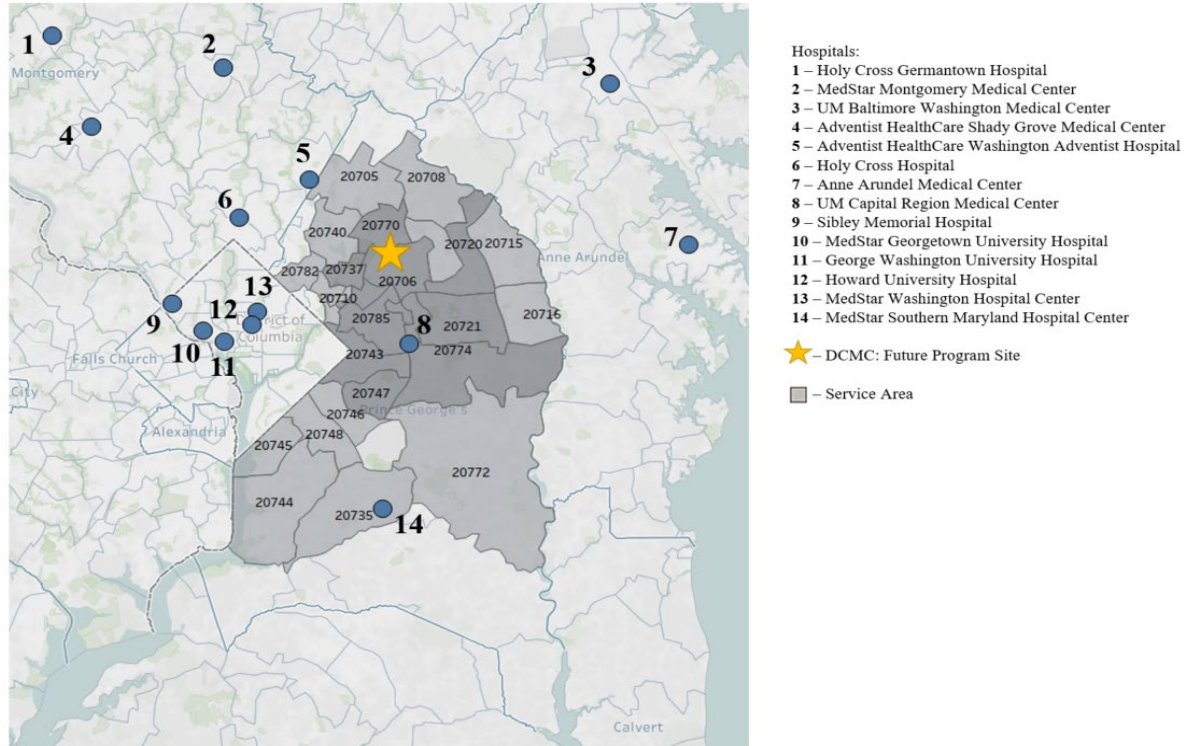 1
2
3
Montgomery
4
5
6
7
20705
20708
20770
20740
20720
20715
Anne Arundel
20782
20737
20706
13
20710
12
9
District of
Columbia
20785
8
20721
20716
10
11
Falls Church
20743
20774
City
20747
20746
Prince George's
Alexandria
20745
20748
20772
20744
20735
14
Calvert
Hospitals:
1 – Holy Cross Germantown Hospital
2 – MedStar Montgomery Medical Center
3 – UM Baltimore Washington Medical Center
4 – Adventist HealthCare Shady Grove Medical Center
5 – Adventist HealthCare Washington Adventist Hospital
6 – Holy Cross Hospital
7 – Anne Arundel Medical Center
8 – UM Capital Region Medical Center
9 – Sibley Memorial Hospital
10 – MedStar Georgetown University Hospital
11 – George Washington University Hospital
12 – Howard University Hospital
13 – MedStar Washington Hospital Center
14 – MedStar Southern Maryland Hospital Center
– DCMC: Future Program Site
– Service Area